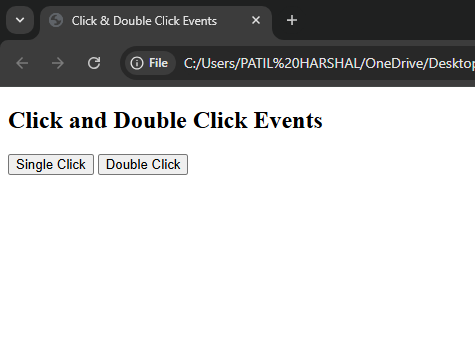 Click & Double Click Events
File C:/Users/PATIL%20HARSHAL/OneDrive/Desktop
Click and Double Click Events
Single Click Double Click